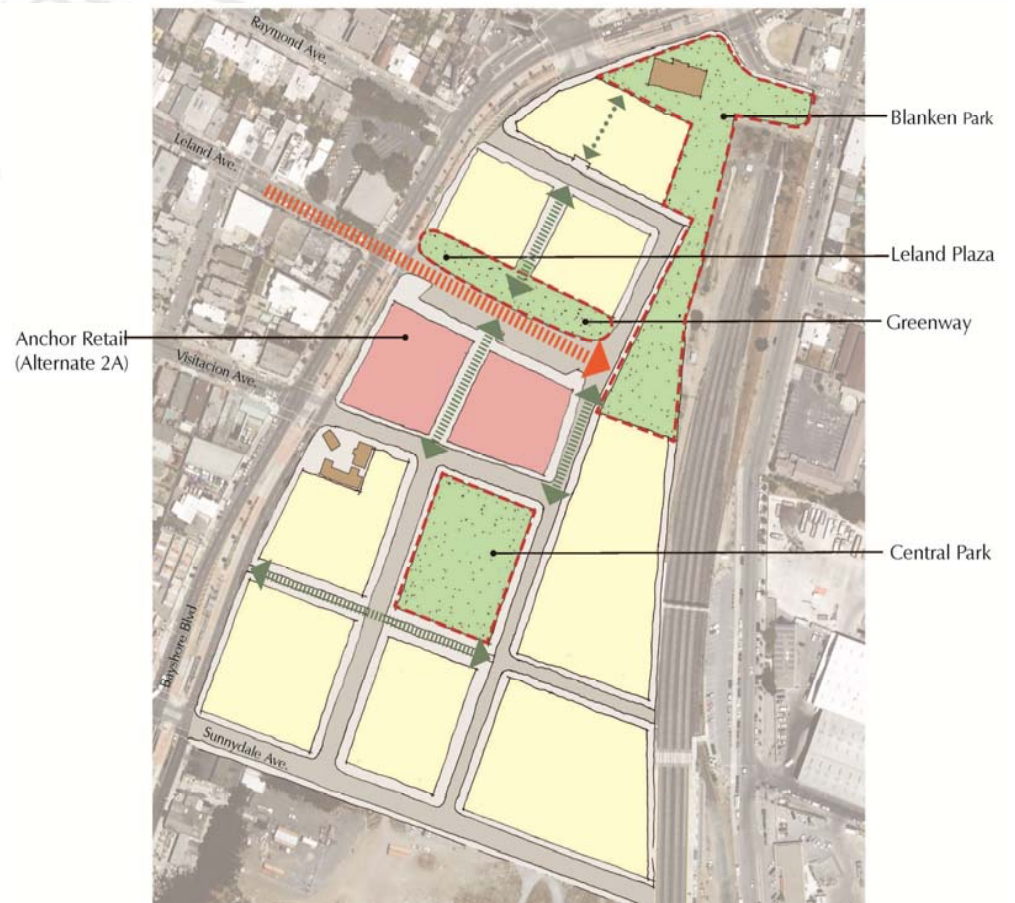 Raymond Ave.
Blanken Park
Leland Ave.
Leland Plaza
Greenway
Anchor Retail
(Alternate 2A)
Visitacion Ave.
Central Park
Bayshore Blvd
Sunnydale Ave.